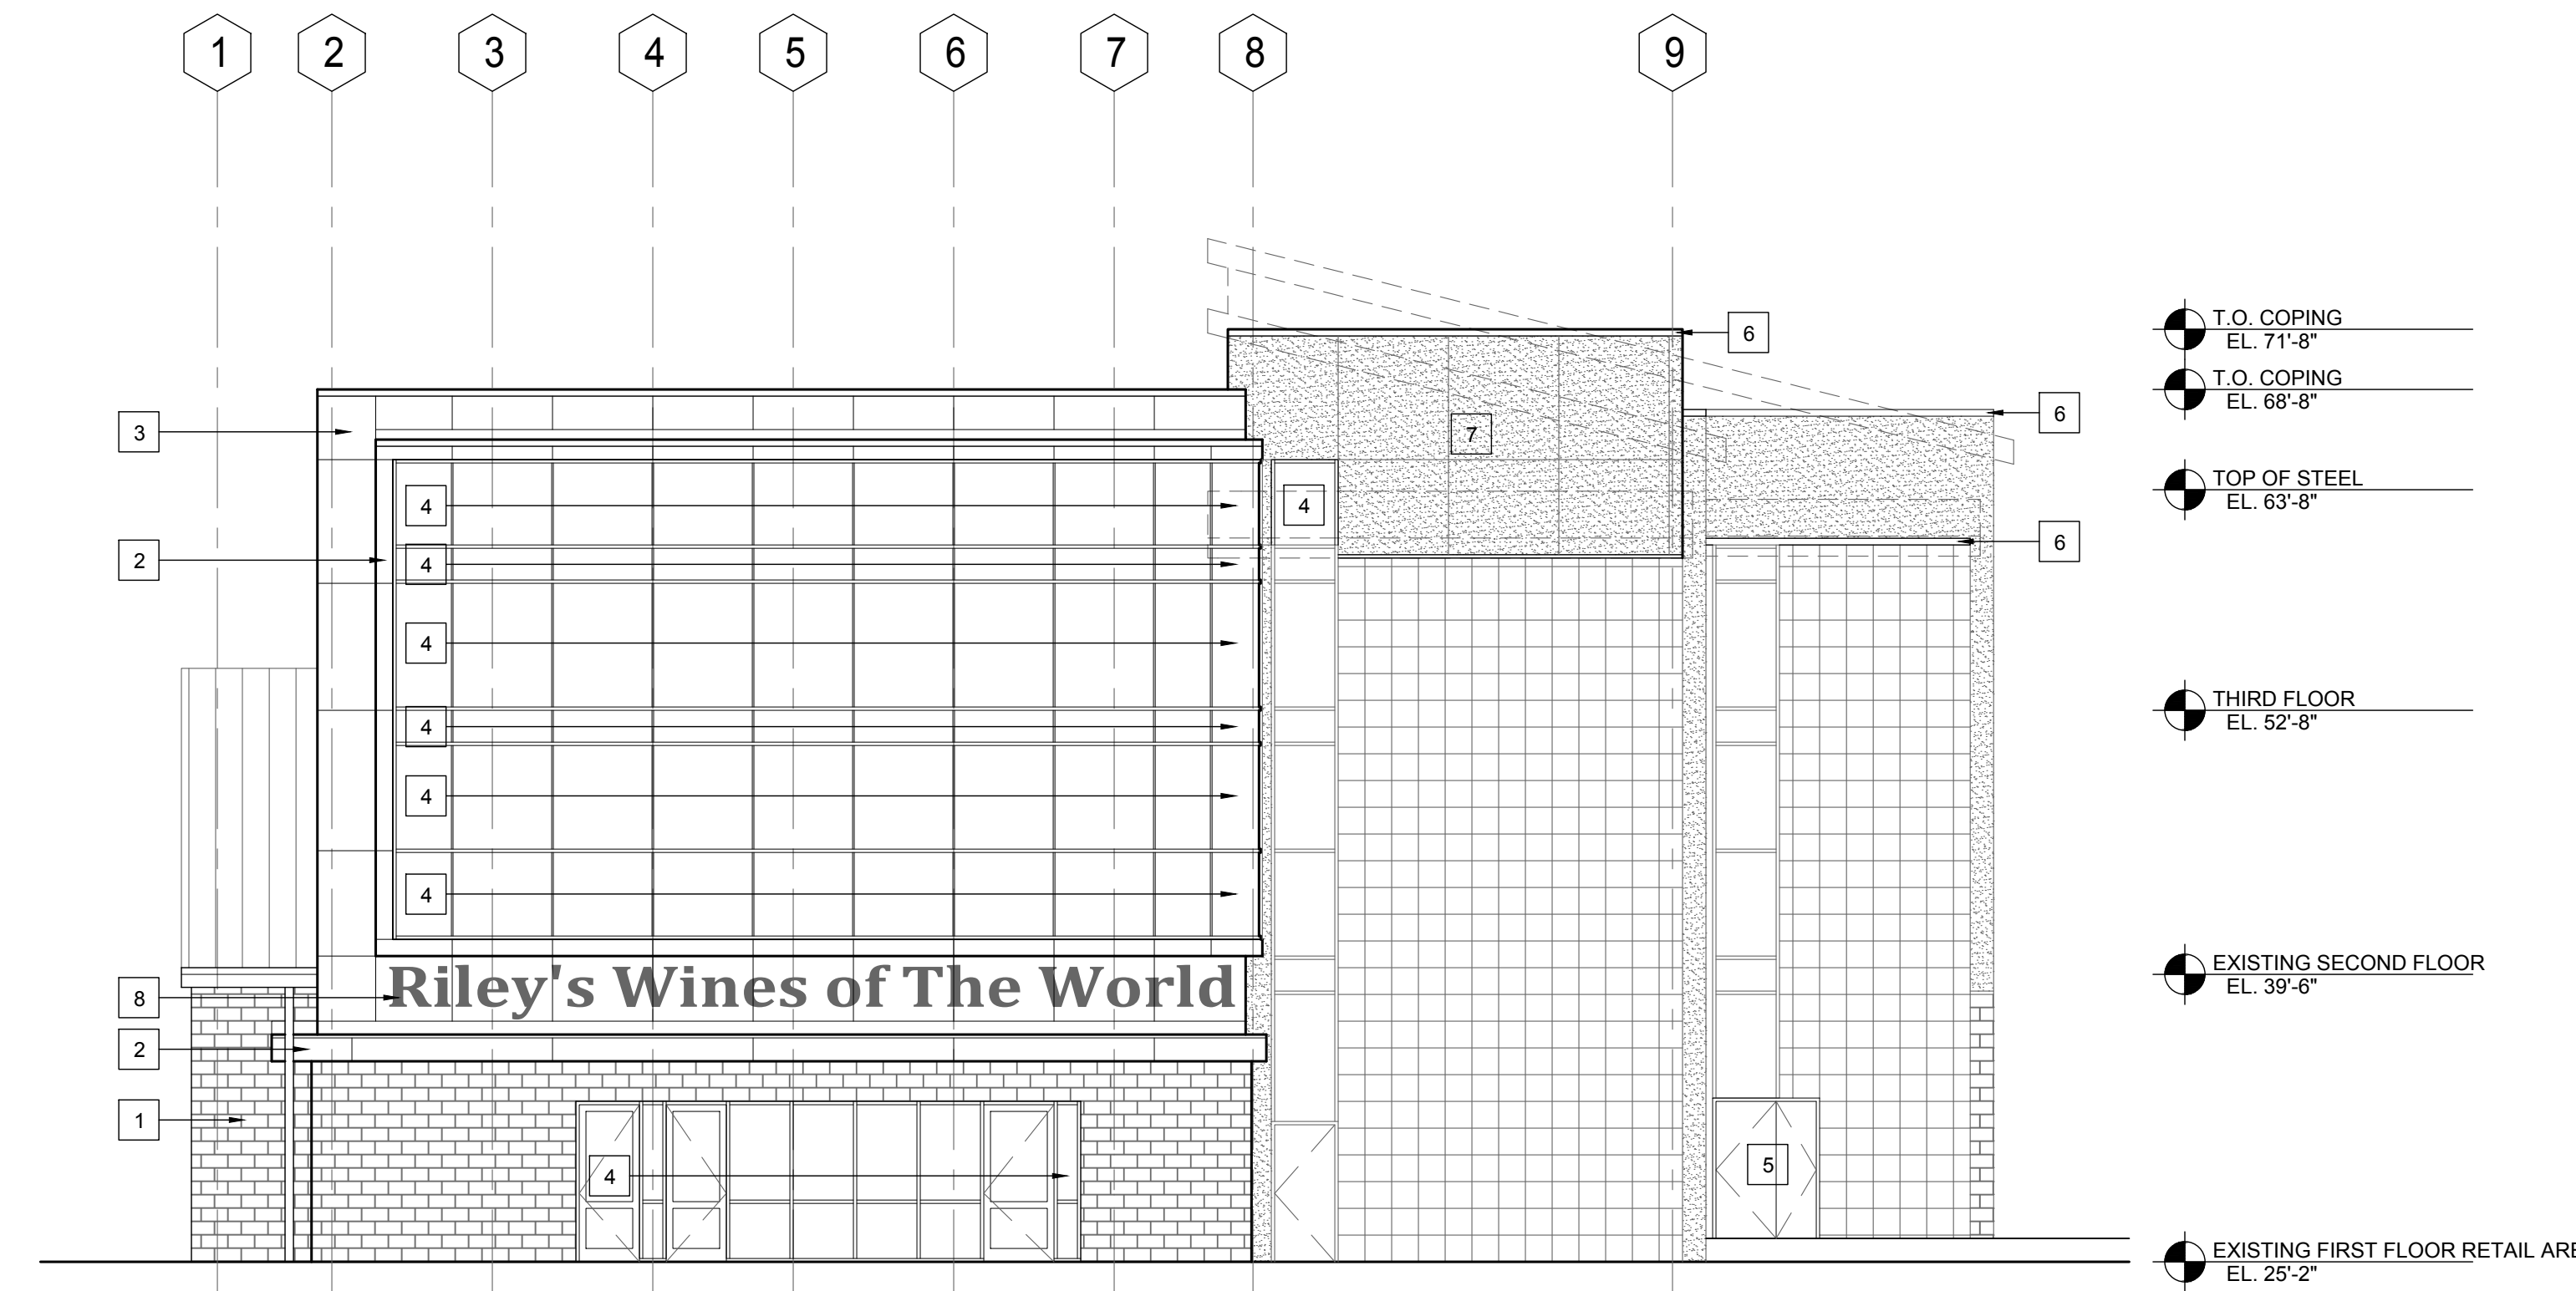 1 2 3 4 5 6 7 8 9
T.O. COPING
EL. 71'-8"
6
T.O. COPING
EL. 68'-8"
6
3
7
TOP OF STEEL
EL. 63'-8"
4
4
6
2
4
4
THIRD FLOOR
EL. 52'-8"
4
4
4
EXISTING SECOND FLOOR
EL. 39'-6"
8
Riley's Wines of The World
2
1
4
5
EXISTING FIRST FLOOR RETAIL ARE
EL. 25'-2"